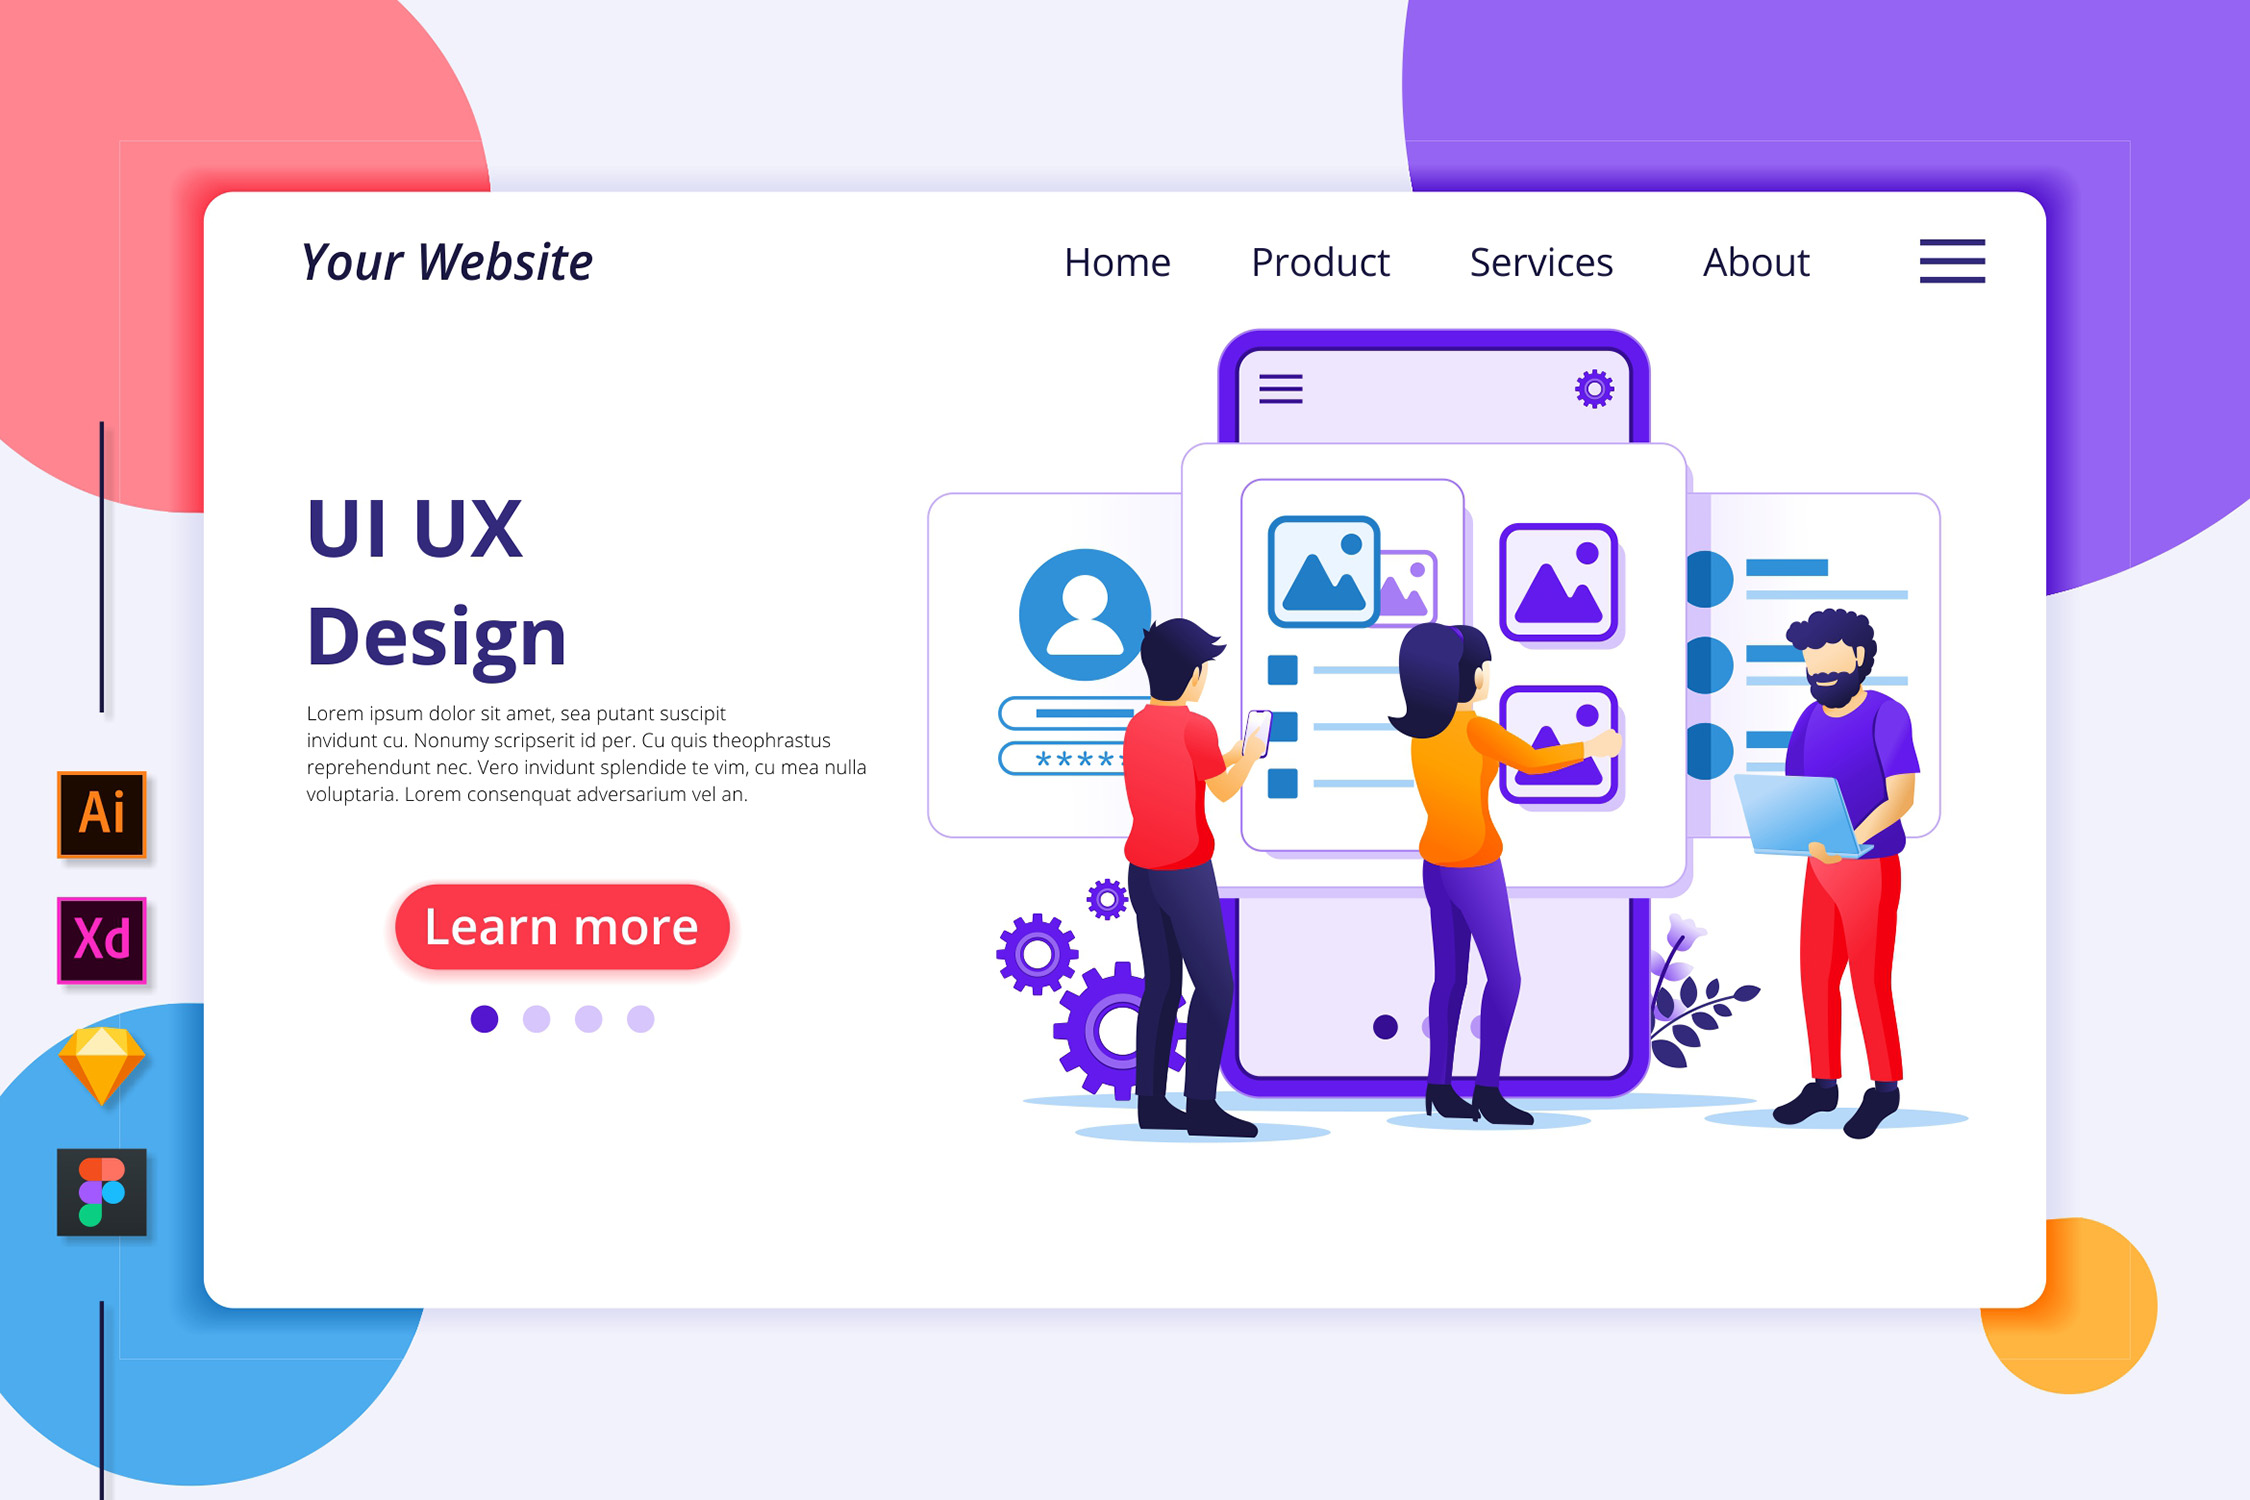 Your Website
Home Product Services About
UI UX
Design
Lorem ipsum dolor sit amet, sea putant suscipit
invidunt cu. Nonumy scripserit id per. Cu quis theophrastus
reprehendunt nec. Vero invidunt splendide te vim, cu mea nulla
voluptaria. Lorem consenquat adversarium vel an.
Learn more
*****
Ai
Xd